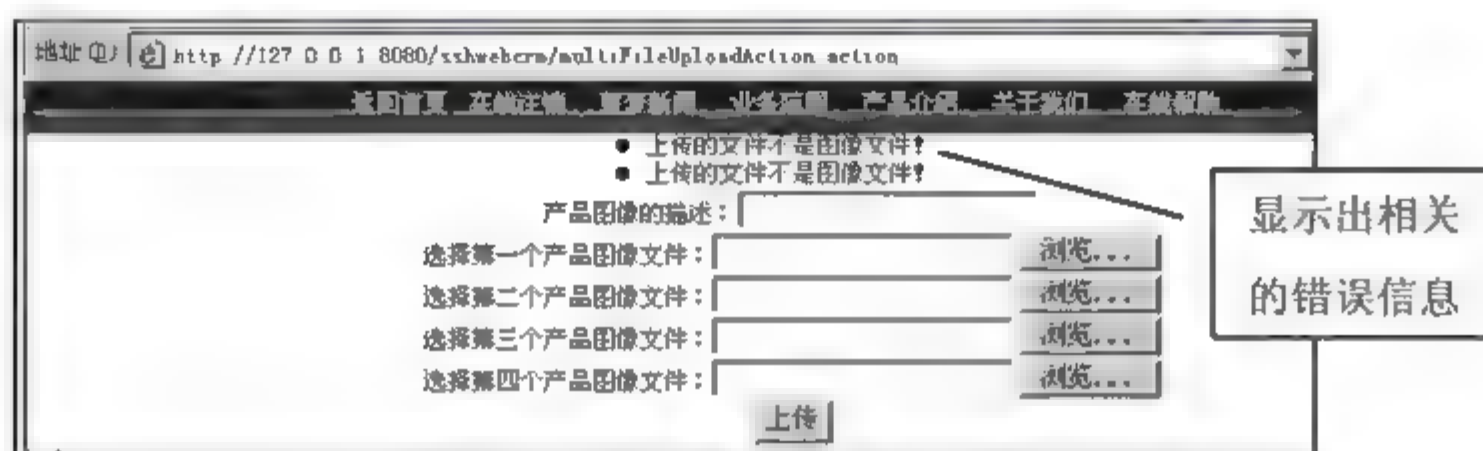 地址(D) http://127.0.0.1:8080/sshwebcrm/multiFileUploadAction.action
返回首页 在线注销 查看新闻 业务范围 产品介绍 关于我们 在线帮助
上传的文件不是图像文件!
上传的文件不是图像文件!
产品图像的描述:
选择第一个产品图像文件: 浏览...
选择第二个产品图像文件: 浏览...
选择第三个产品图像文件: 浏览...
选择第四个产品图像文件: 浏览...
上传
显示出相关
的错误信息